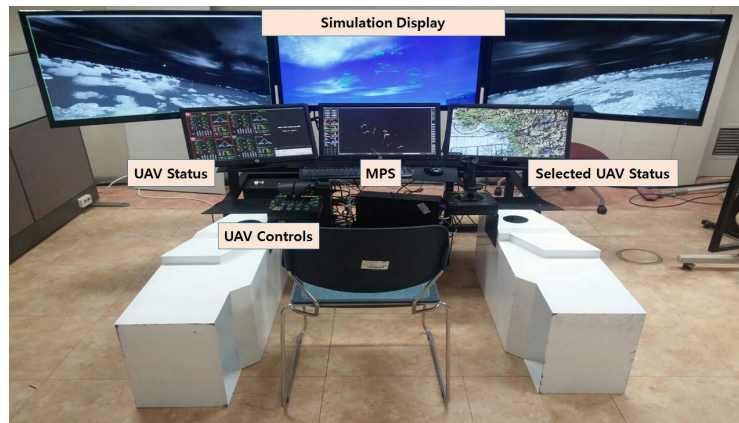 Simulation Display
UAV Status
MPS
Selected UAV Status
UAV Controls